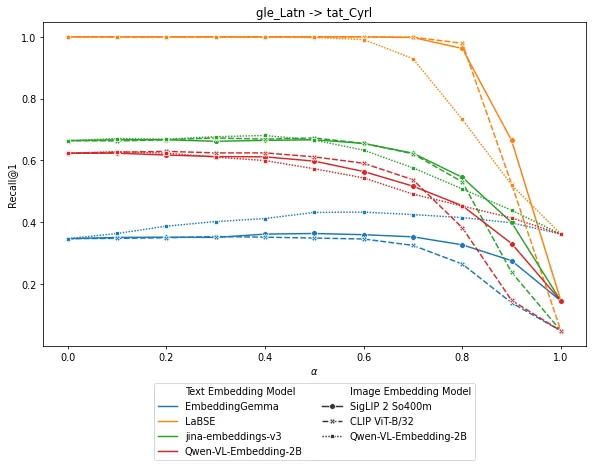 gle_Latn -> tat_Cyrl
Recall@1
1.0
0.8
0.6
0.4
0.2
0.0 0.2 0.4 0.6 0.8 1.0
α
Text Embedding Model Image Embedding Model
EmbeddingGemma SigLIP 2 So400m
LaBSE CLIP ViT-B/32
jina-embeddings-v3 Qwen-VL-Embedding-2B
Qwen-VL-Embedding-2B